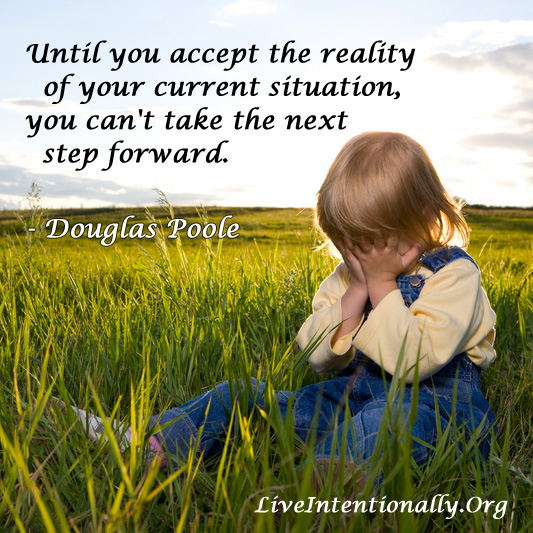 Until you accept the reality
of your current situation,
you can't take the next
step forward.
- Douglas Poole
LiveIntentionally.Org